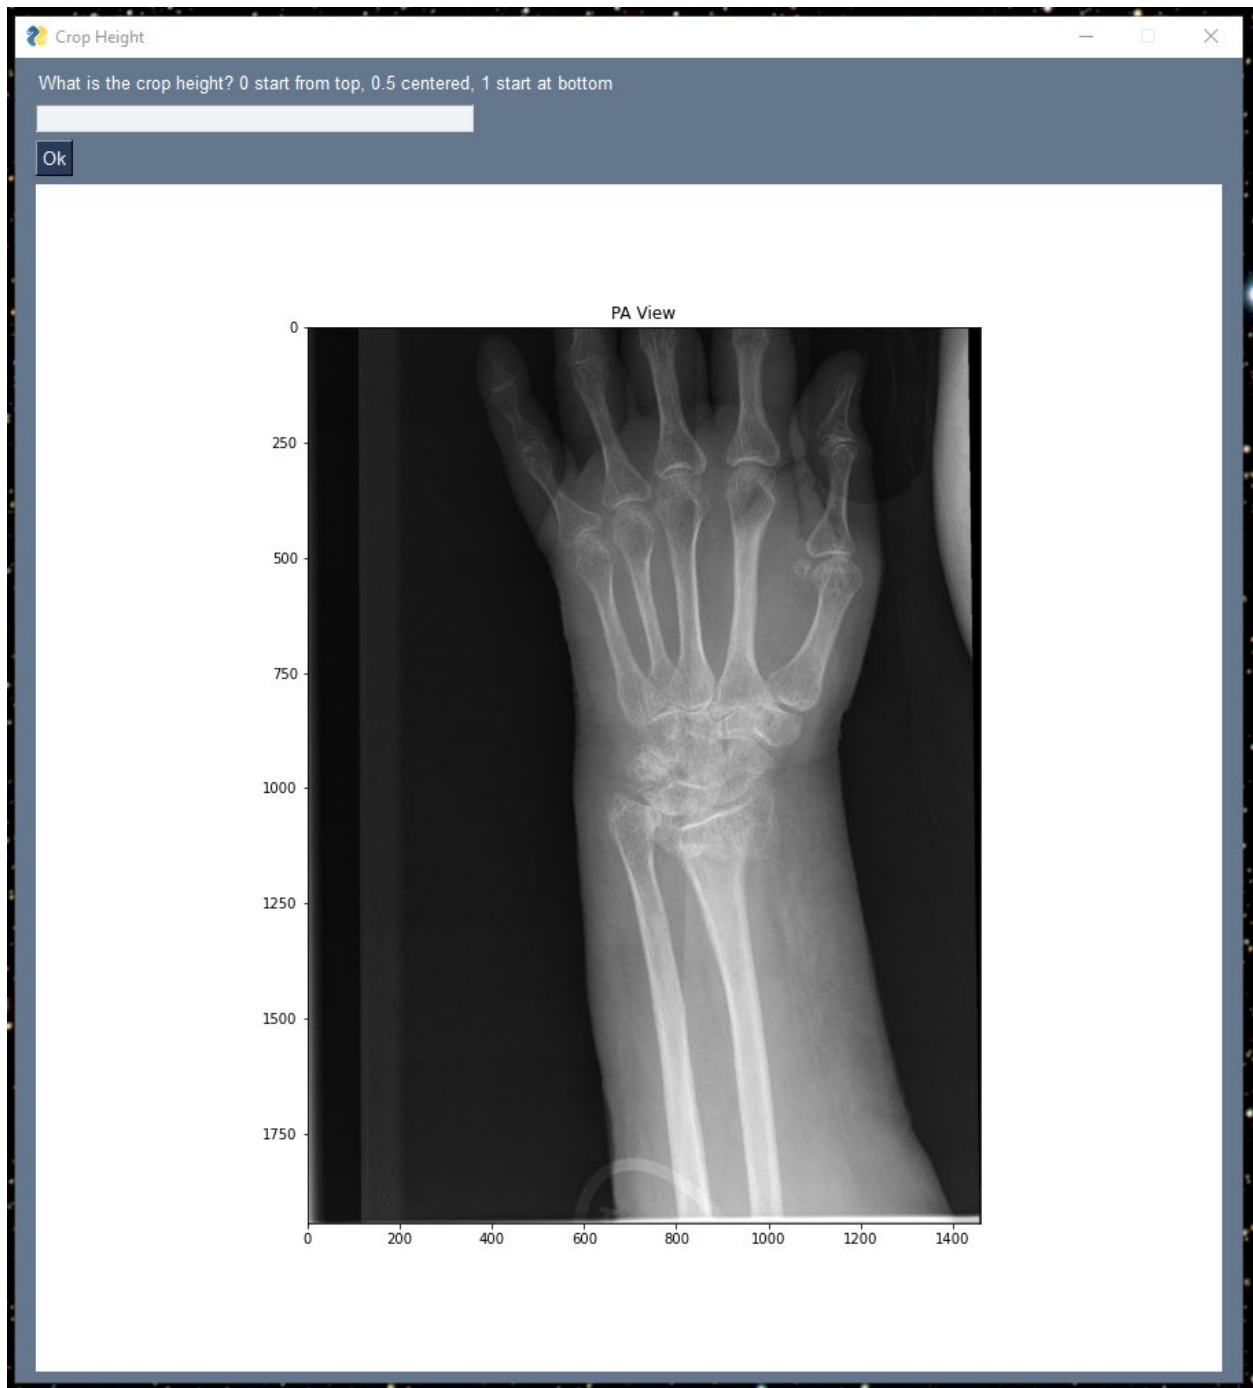 Crop Height
What is the crop height? 0 start from top, 0.5 centered, 1 start at bottom
Ok
PA View
0
250
500
750
1000
1250
1500
1750
0 200 400 600 800 1000 1200 1400